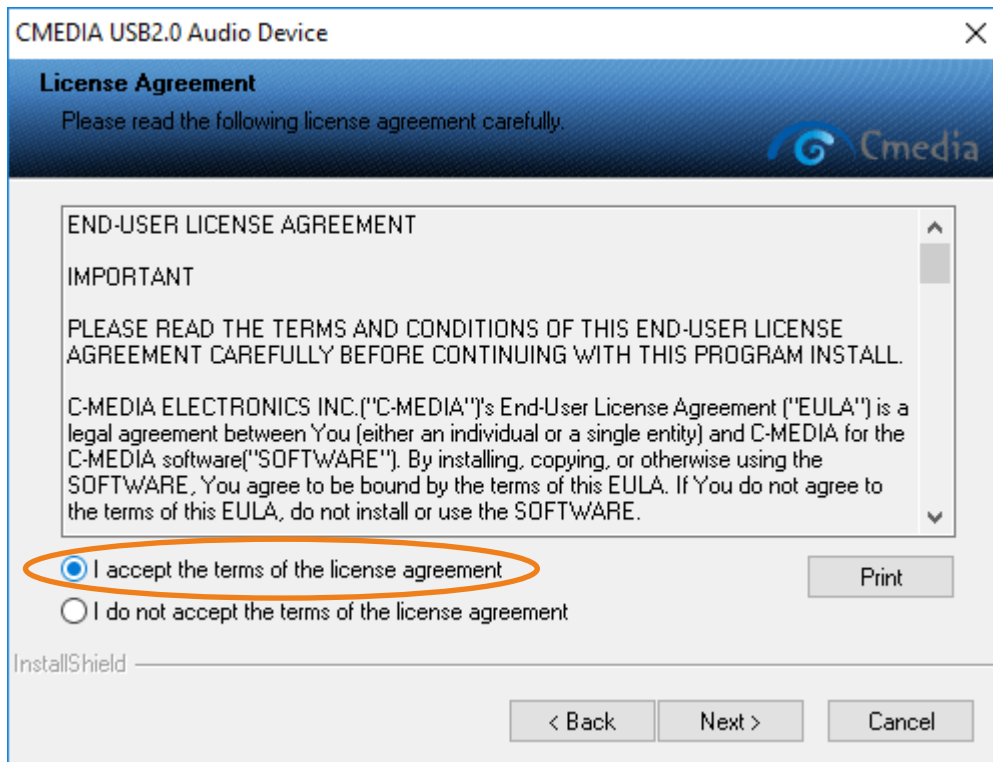 CMEDIA USB2.0 Audio Device
License Agreement
Please read the following license agreement carefully.
Cmedia
END-USER LICENSE AGREEMENT
IMPORTANT
PLEASE READ THE TERMS AND CONDITIONS OF THIS END-USER LICENSE
AGREEMENT CAREFULLY BEFORE CONTINUING WITH THIS PROGRAM INSTALL.
C-MEDIA ELECTRONICS INC.("C-MEDIA")'s End-User License Agreement ("EULA") is a
legal agreement between You (either an individual or a single entity) and C-MEDIA for the
C-MEDIA software("SOFTWARE"). By installing, copying, or otherwise using the
SOFTWARE, You agree to be bound by the terms of this EULA. If You do not agree to
the terms of this EULA, do not install or use the SOFTWARE.
I accept the terms of the license agreement
Print
I do not accept the terms of the license agreement
InstallShield
< Back Next > Cancel